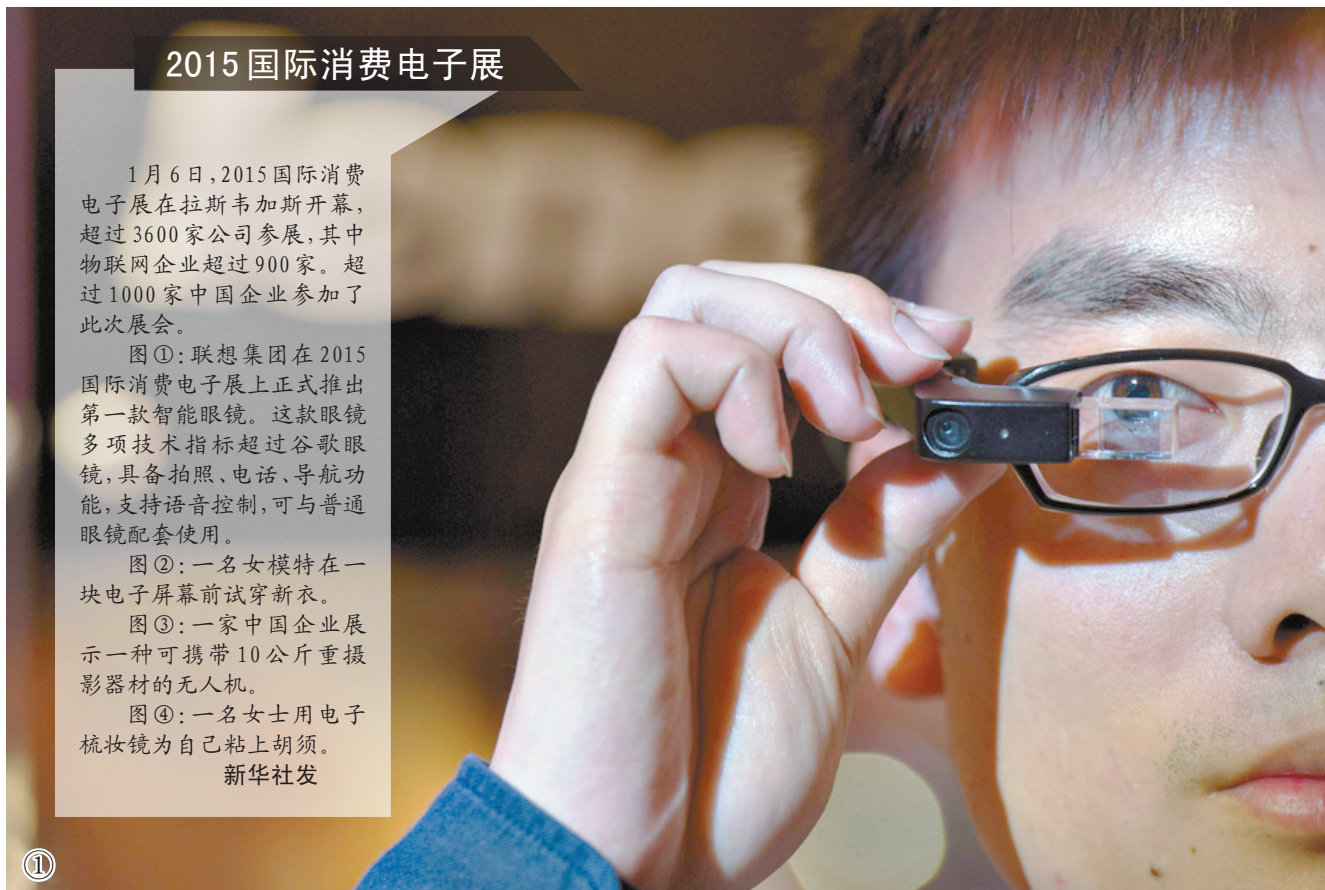 2015国际消费电子展
1月6日,2015国际消费
电子展在拉斯韦加斯开幕,
超过3600家公司参展,其中
物联网企业超过900家。超
过1000家中国企业参加了
此次展会。
图①:联想集团在2015
国际消费电子展上正式推出
第一款智能眼镜。这款眼镜
多项技术指标超过谷歌眼
镜,具备拍照、电话、导航功
能,支持语音控制,可与普通
眼镜配套使用。
图②:一名女模特在一
块电子屏幕前试穿新衣。
图③:一家中国企业展
示一种可携带10公斤重摄
影器材的无人机。
图④:一名女士用电子
梳妆镜为自己粘上胡须。
新华社发
①